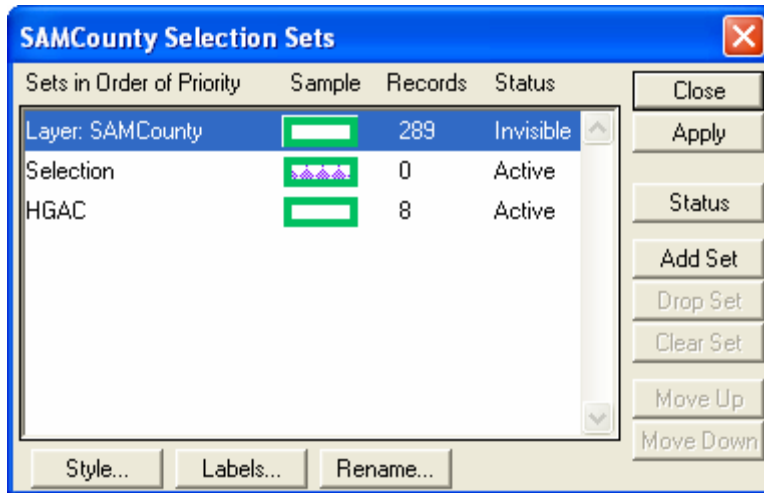 SAMCounty Selection Sets
Sets in Order of Priority Sample Records Status
Layer: SAMCounty 289 Invisible
Selection 0 Active
HGAC 8 Active
Close
Apply
Status
Add Set
Drop Set
Clear Set
Move Up
Move Down
Style... Labels... Rename...